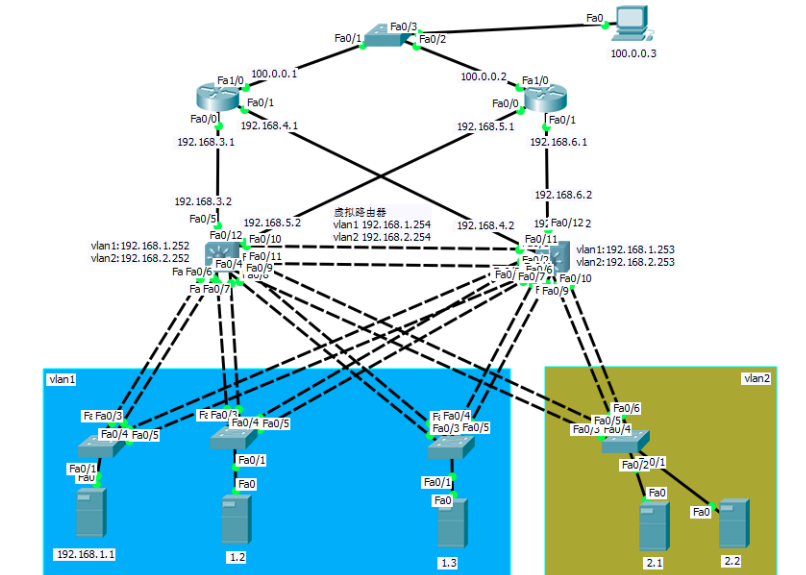 Fa0/3
Fa0
Fa0/1
Fa0/2
100.0.0.3
100.0.0.1
100.0.0.2
Fa1/0
Fa1/0
Fa0/1
Fa0/0
Fa0/0
Fa0/1
192.168.4.1
192.168.5.1
192.168.3.1
192.168.6.1
192.168.3.2
192.168.6.2
虚拟路由器
Fa0/5
192.168.5.2
vlan1 192.168.1.254
192.168.4.2
Fa0/12
Fa0/12
vlan2 192.168.2.254
Fa0/10
Fa0/11
vlan1:192.168.1.252
vlan1:192.168.1.253
vlan2:192.168.2.252
Fa0/11
vlan2:192.168.2.253
Fa0/4
Fa0/9
Fa0/6
Fa0/6
Fa0/7
Fa0/7
Fa0/10
Fa0/9
vlan1
vlan2
Fa0/3
Fa0/3
Fa0/4
Fa0/6
Fa0/4
Fa0/5
Fa0/4
Fa0/5
Fa0/3
Fa0/5
Fa0/5
Fa0/3
Fa0/4
Fa0/1
Fa0
Fa0/1
Fa0/1
Fa0/2
Fa0
Fa0
Fa0
Fa0
192.168.1.1
1.2
1.3
2.1
2.2